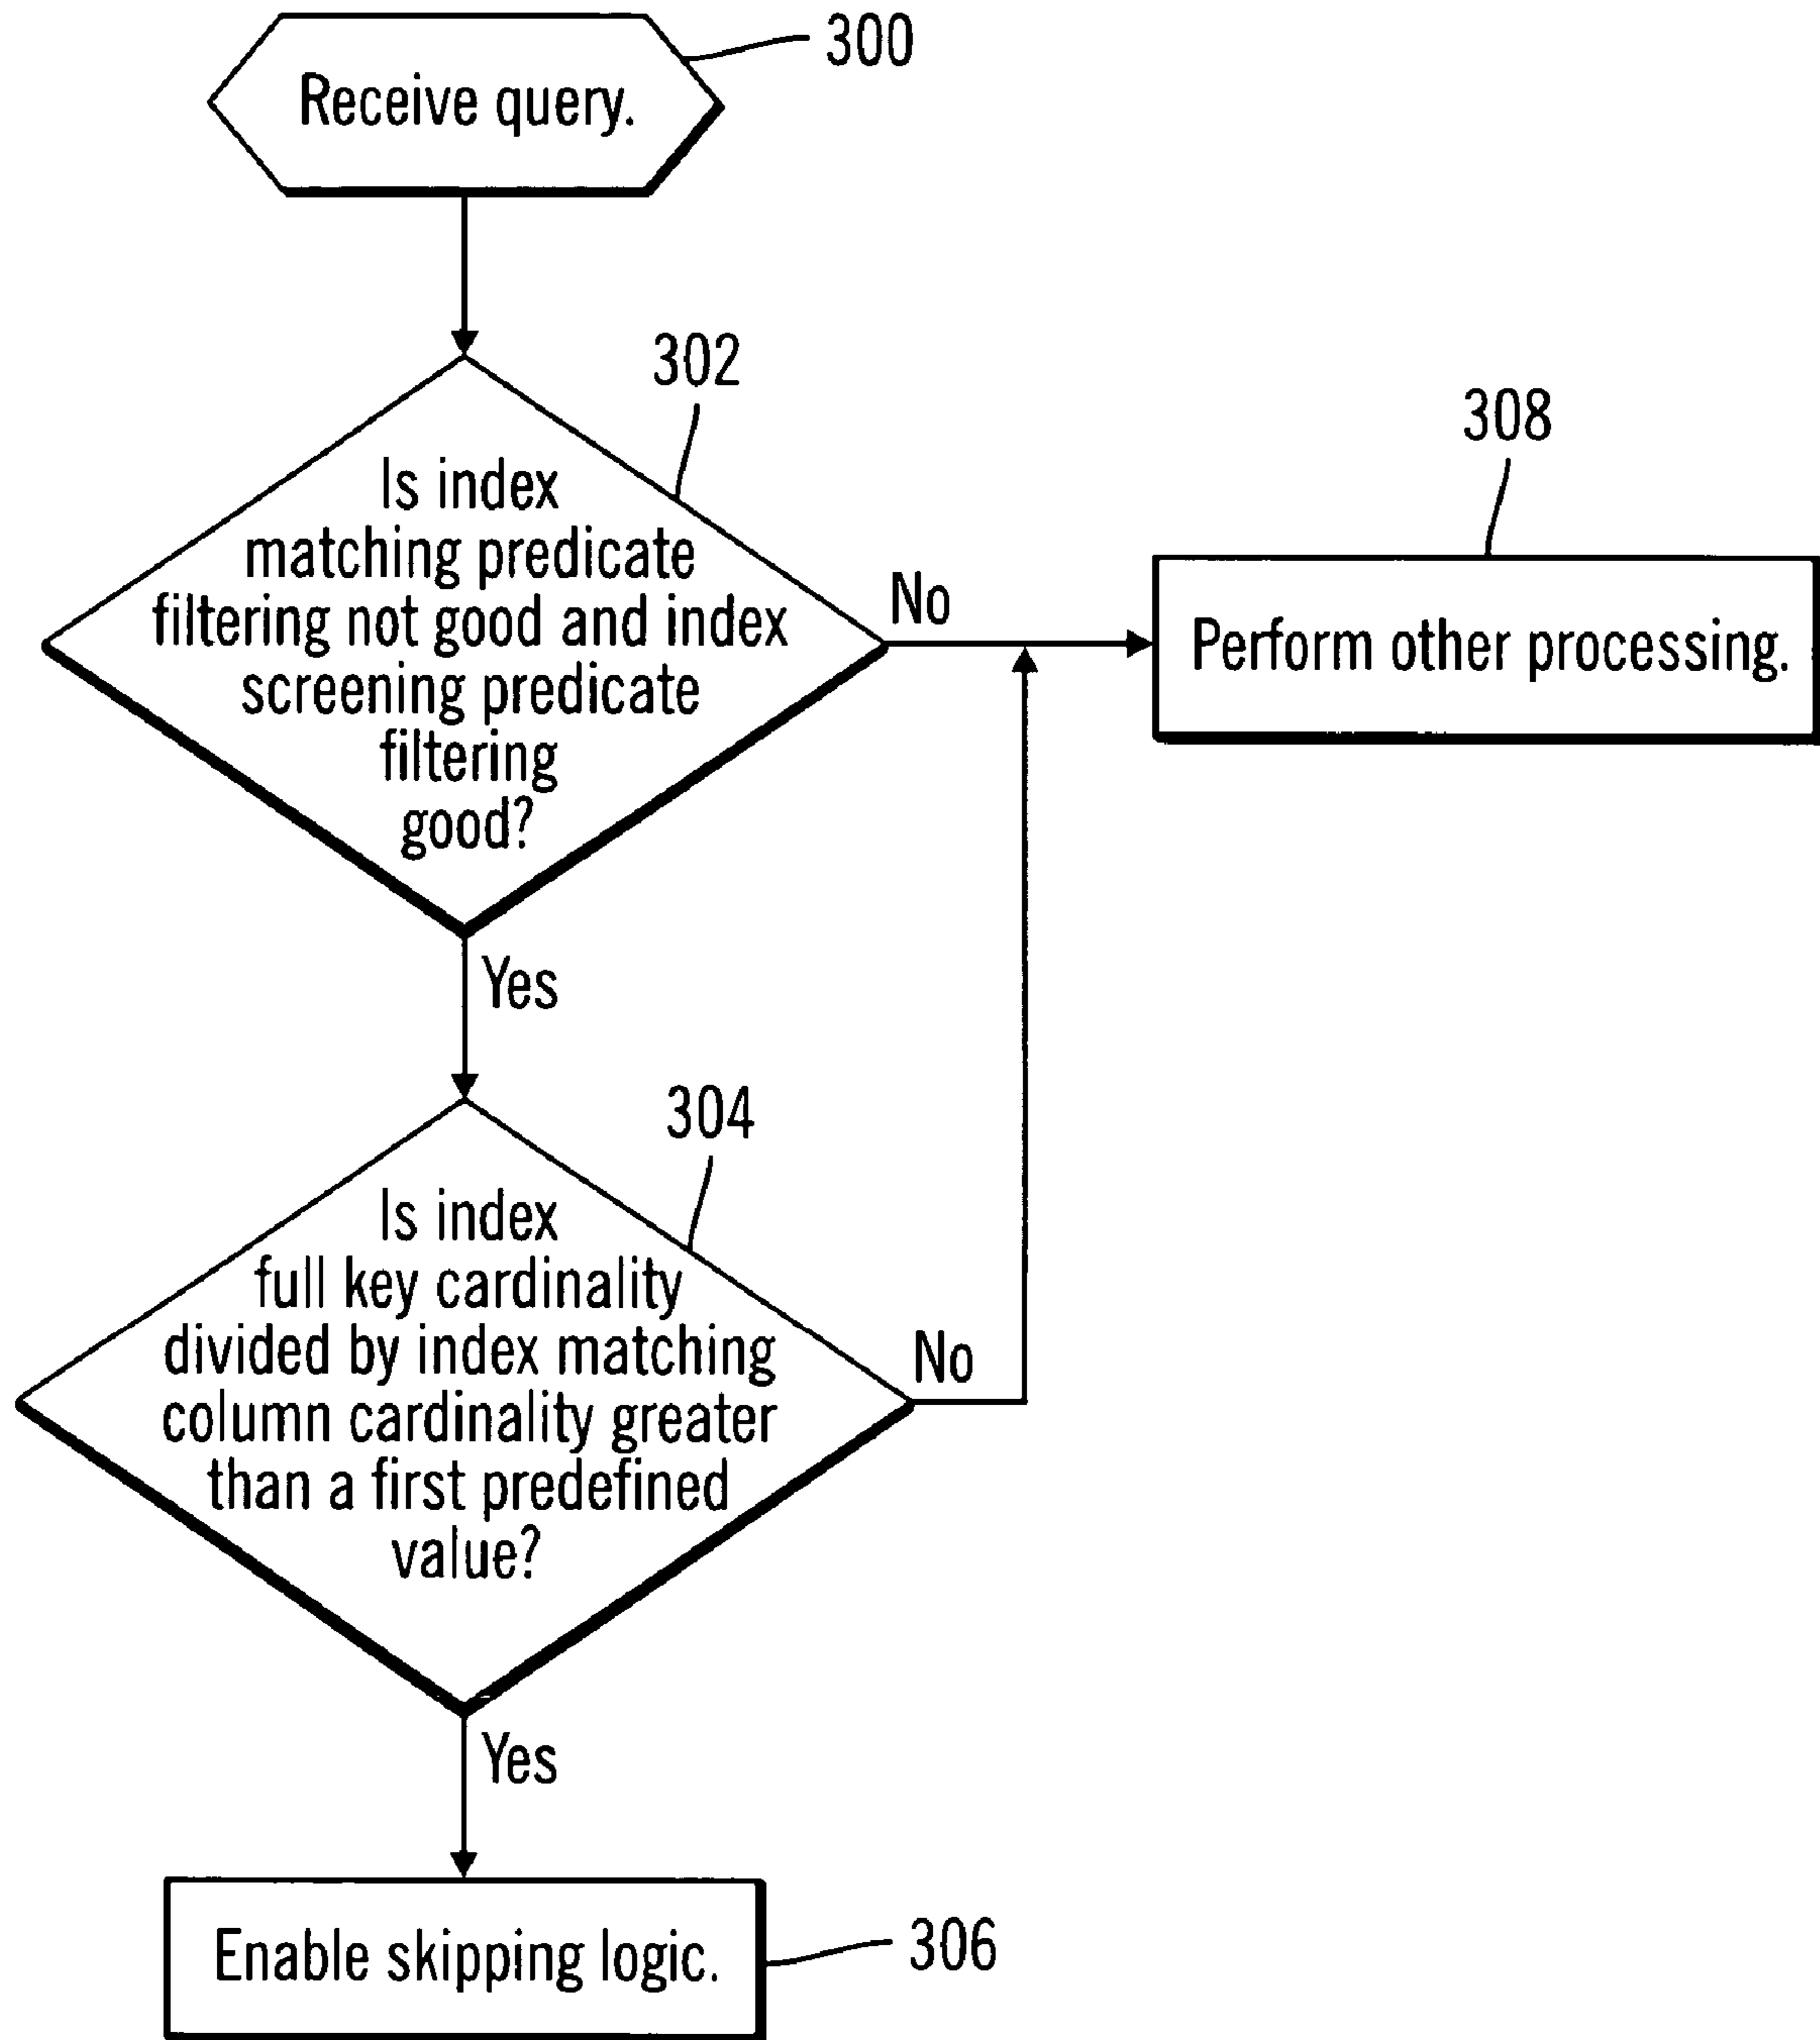 300
Receive query.
302
Is index
matching predicate
filtering not good and index
screening predicate
filtering
good?
No
308
Perform other processing.
Yes
304
Is index
full key cardinality
divided by index matching
column cardinality greater
than a first predefined
value?
No
Yes
Enable skipping logic.
306